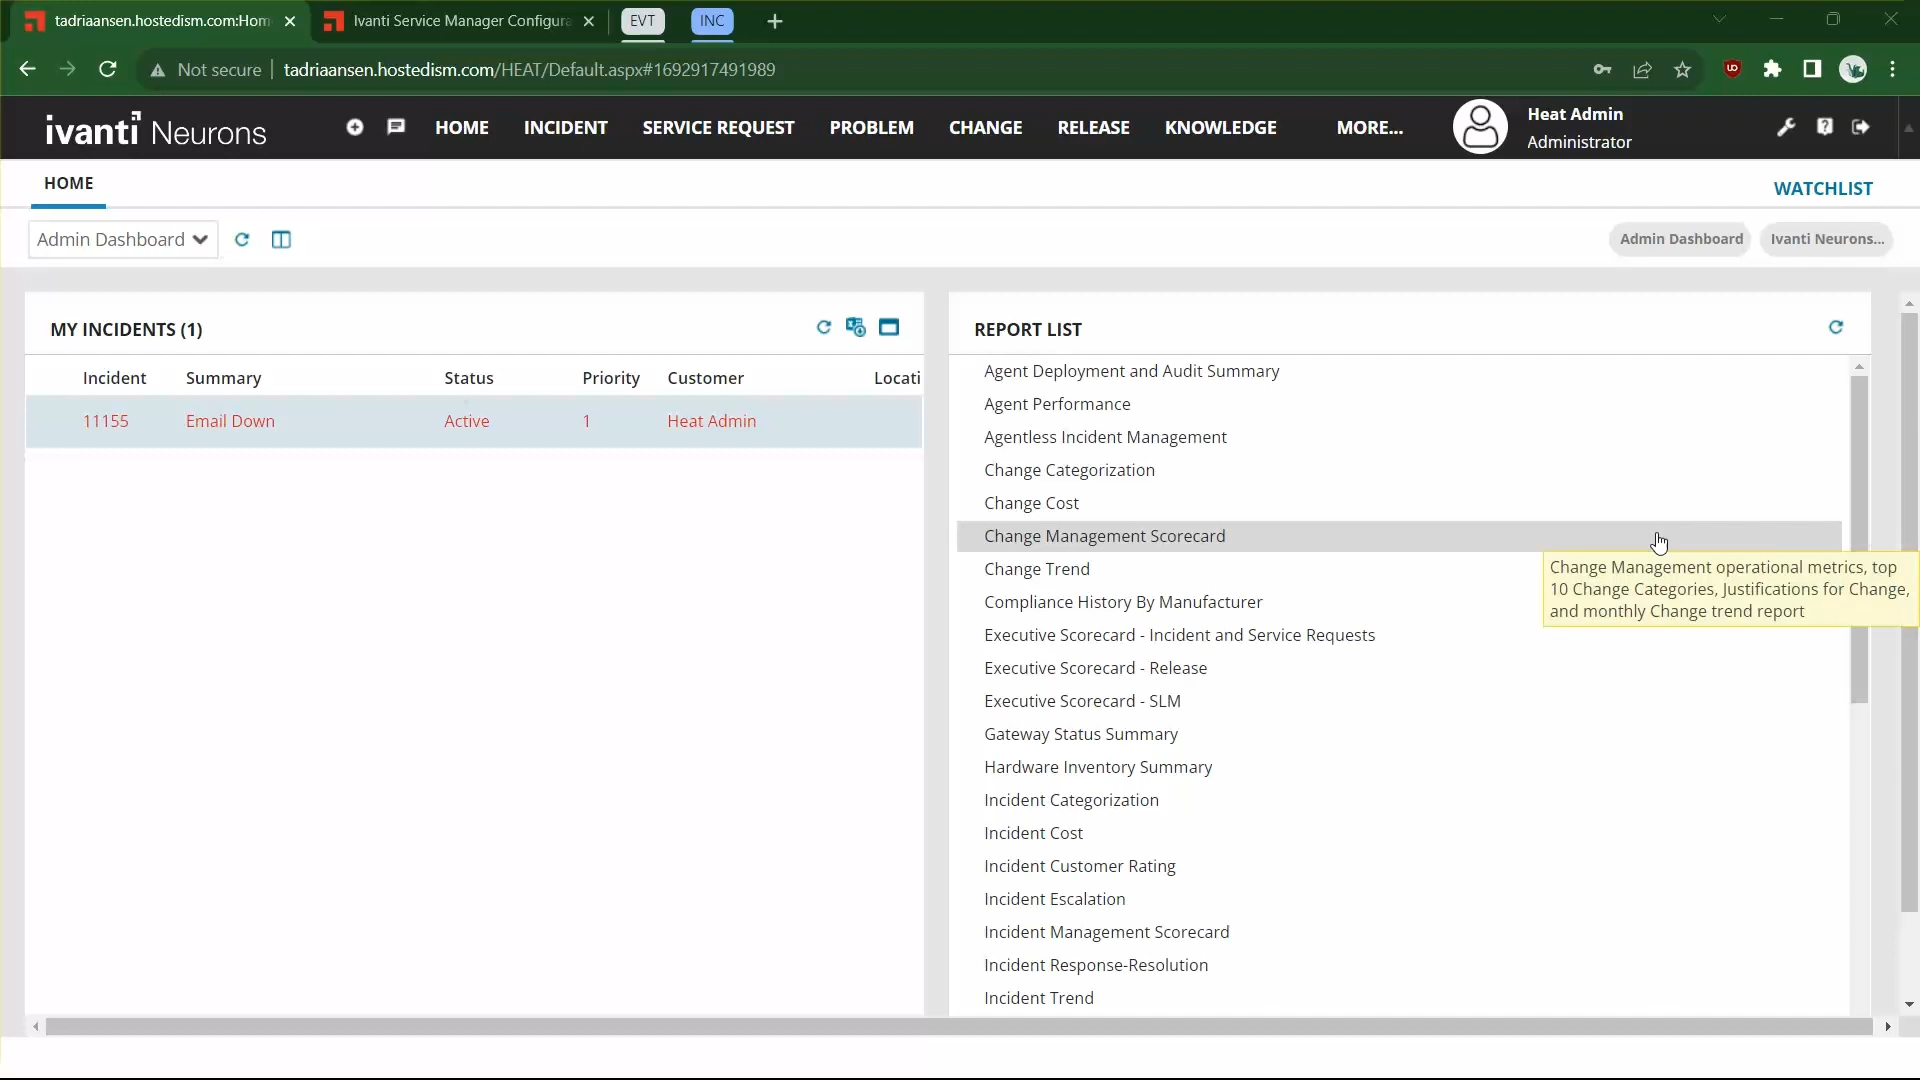 tadriaansen.hostedism.com:Hom
Ivanti Service Manager Configura
EVT
INC
Not secure
tadriaansen.hostedism.com/HEAT/Default.aspx#1692917491989
ivanti Neurons
HOME
INCIDENT
SERVICE REQUEST
PROBLEM
CHANGE
RELEASE
KNOWLEDGE
MORE...
Heat Admin
Administrator
HOME
WATCHLIST
Admin Dashboard
Admin Dashboard
Ivanti Neurons...
MY INCIDENTS (1)
Incident Summary Status Priority Customer Locati
11155 Email Down Active 1 Heat Admin
REPORT LIST
Agent Deployment and Audit Summary
Agent Performance
Agentless Incident Management
Change Categorization
Change Cost
Change Management Scorecard
Change Trend
Compliance History By Manufacturer
Executive Scorecard - Incident and Service Requests
Executive Scorecard - Release
Executive Scorecard - SLM
Gateway Status Summary
Hardware Inventory Summary
Incident Categorization
Incident Cost
Incident Customer Rating
Incident Escalation
Incident Management Scorecard
Incident Response-Resolution
Incident Trend
Change Management operational metrics, top
10 Change Categories, Justifications for Change,
and monthly Change trend report